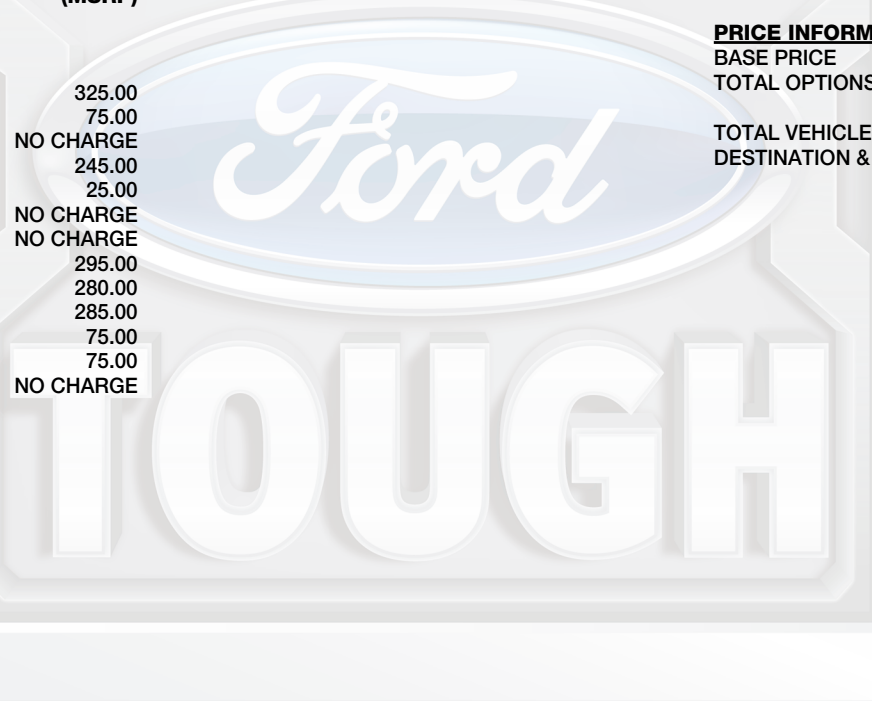 (MSRP)
325.00
75.00
NO CHARGE
245.00
25.00
NO CHARGE
NO CHARGE
295.00
280.00
285.00
75.00
75.00
NO CHARGE
PRICE INFORM
BASE PRICE
TOTAL OPTIONS
TOTAL VEHICLE
DESTINATION &
Ford
TOUGH